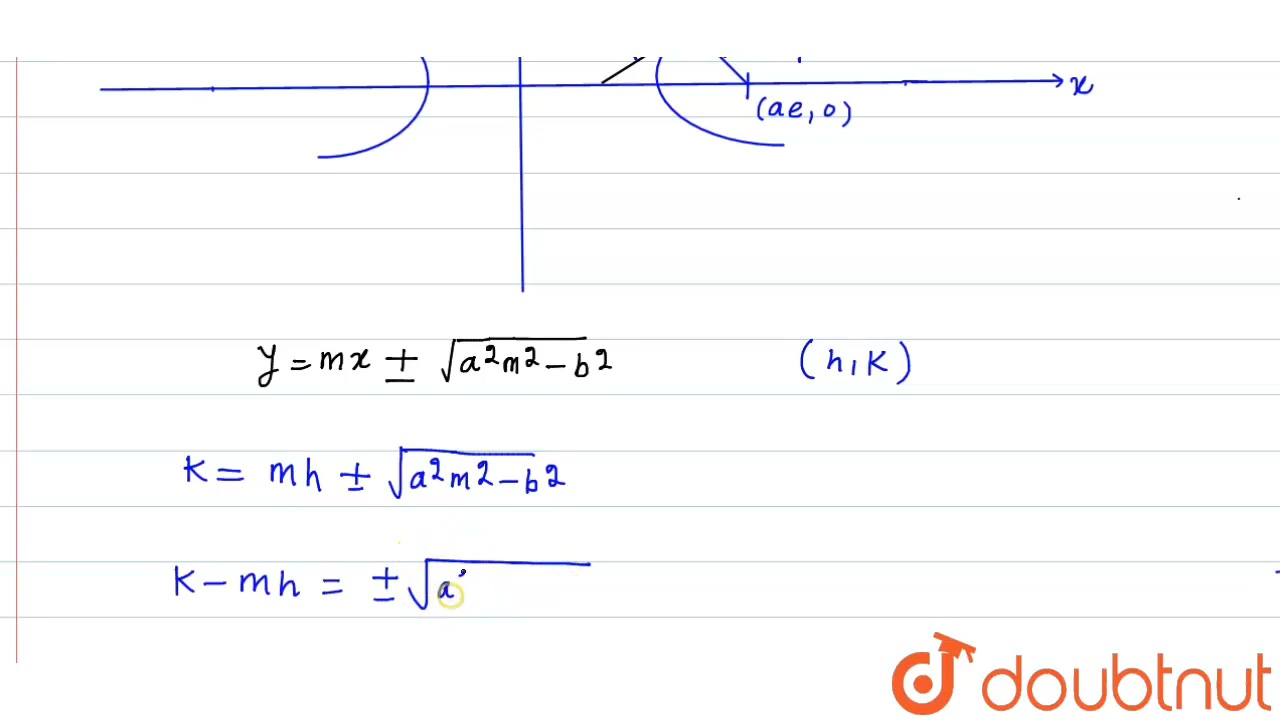 x
(ae, 0)
y = mx ± √a²m² – b²
(h, K)
K = mh ± √a²m² – b²
K – mh = ± √a
doubtnut